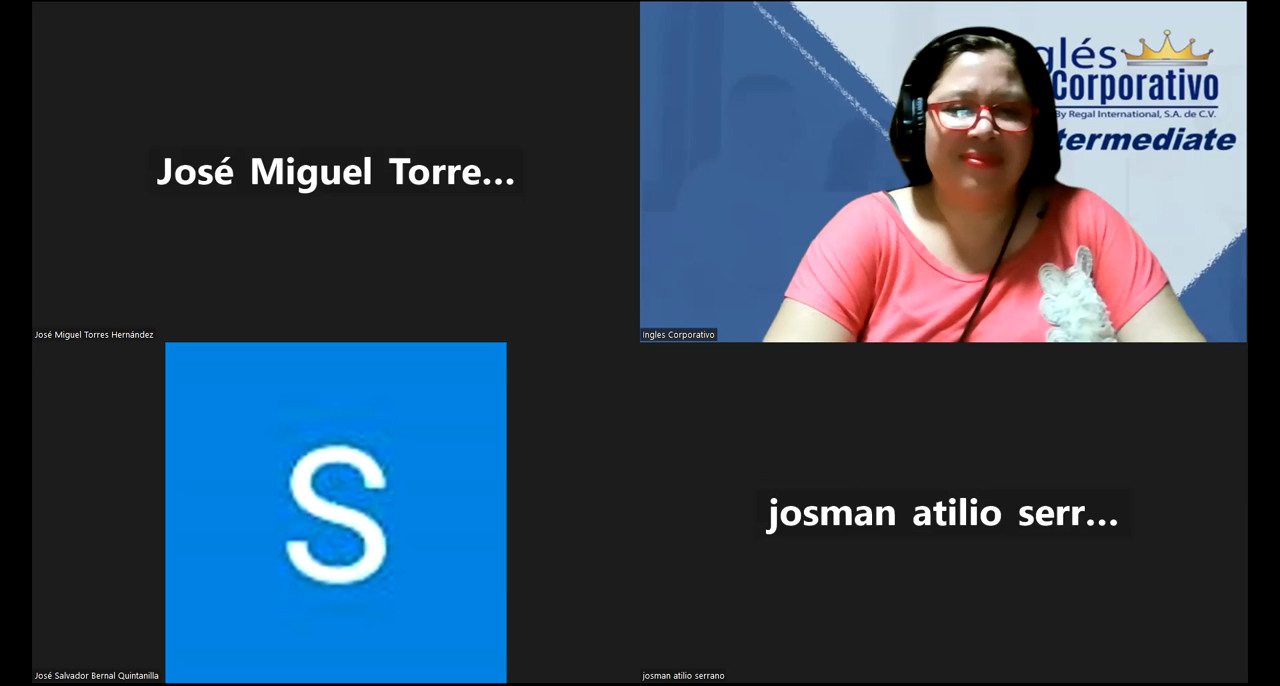 José Miguel Torre...
José Miguel Torres Hernández
glés
Corporativo
By Regal International, S.A. de C.V.
termediate
Ingles Corporativo
S
José Salvador Bernal Quintanilla
josman atilio serr...
josman atilio serrano